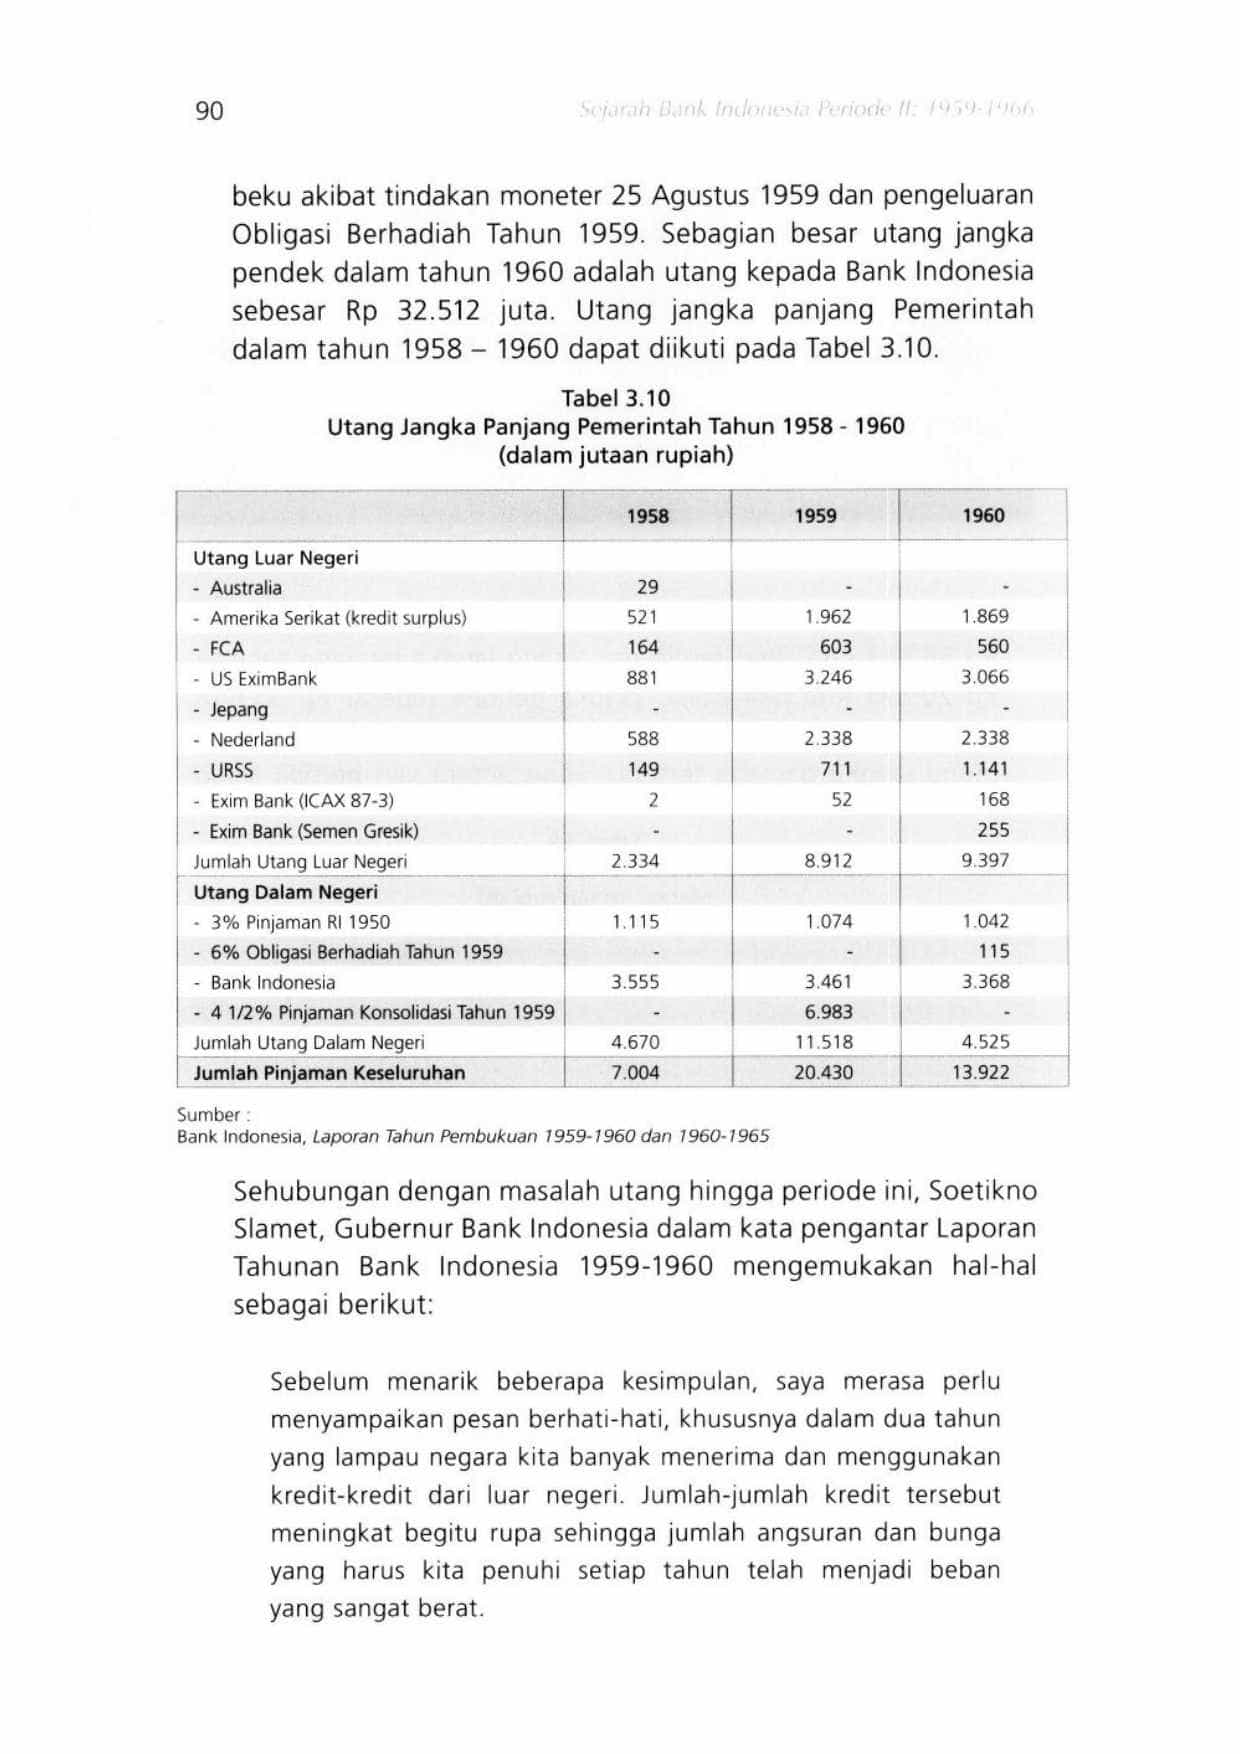 90 Sejarah Bank Indonesia Periode II: 1959-1966
beku akibat tindakan moneter 25 Agustus 1959 dan pengeluaran
Obligasi Berhadiah Tahun 1959. Sebagian besar utang jangka
pendek dalam tahun 1960 adalah utang kepada Bank Indonesia
sebesar Rp 32.512 juta. Utang jangka panjang Pemerintah
dalam tahun 1958 – 1960 dapat diikuti pada Tabel 3.10.
Tabel 3.10
Utang Jangka Panjang Pemerintah Tahun 1958 - 1960
(dalam jutaan rupiah)
1958 1959 1960
Utang Luar Negeri
- Australia 29 - -
- Amerika Serikat (kredit surplus) 521 1.962 1.869
- FCA 164 603 560
- US EximBank 881 3.246 3.066
- Jepang - - -
- Nederland 588 2.338 2.338
- URSS 149 711 1.141
- Exim Bank (ICAX 87-3) 2 52 168
- Exim Bank (Semen Gresik) - - 255
Jumlah Utang Luar Negeri 2.334 8.912 9.397
Utang Dalam Negeri
- 3% Pinjaman RI 1950 1.115 1.074 1.042
- 6% Obligasi Berhadiah Tahun 1959 - - 115
- Bank Indonesia 3.555 3.461 3.368
- 4 1/2% Pinjaman Konsolidasi Tahun 1959 - 6.983 -
Jumlah Utang Dalam Negeri 4.670 11.518 4.525
Jumlah Pinjaman Keseluruhan 7.004 20.430 13.922
Sumber :
Bank Indonesia, Laporan Tahun Pembukuan 1959-1960 dan 1960-1965
Sehubungan dengan masalah utang hingga periode ini, Soetikno
Slamet, Gubernur Bank Indonesia dalam kata pengantar Laporan
Tahunan Bank Indonesia 1959-1960 mengemukakan hal-hal
sebagai berikut:
Sebelum menarik beberapa kesimpulan, saya merasa perlu
menyampaikan pesan berhati-hati, khususnya dalam dua tahun
yang lampau negara kita banyak menerima dan menggunakan
kredit-kredit dari luar negeri. Jumlah-jumlah kredit tersebut
meningkat begitu rupa sehingga jumlah angsuran dan bunga
yang harus kita penuhi setiap tahun telah menjadi beban
yang sangat berat.